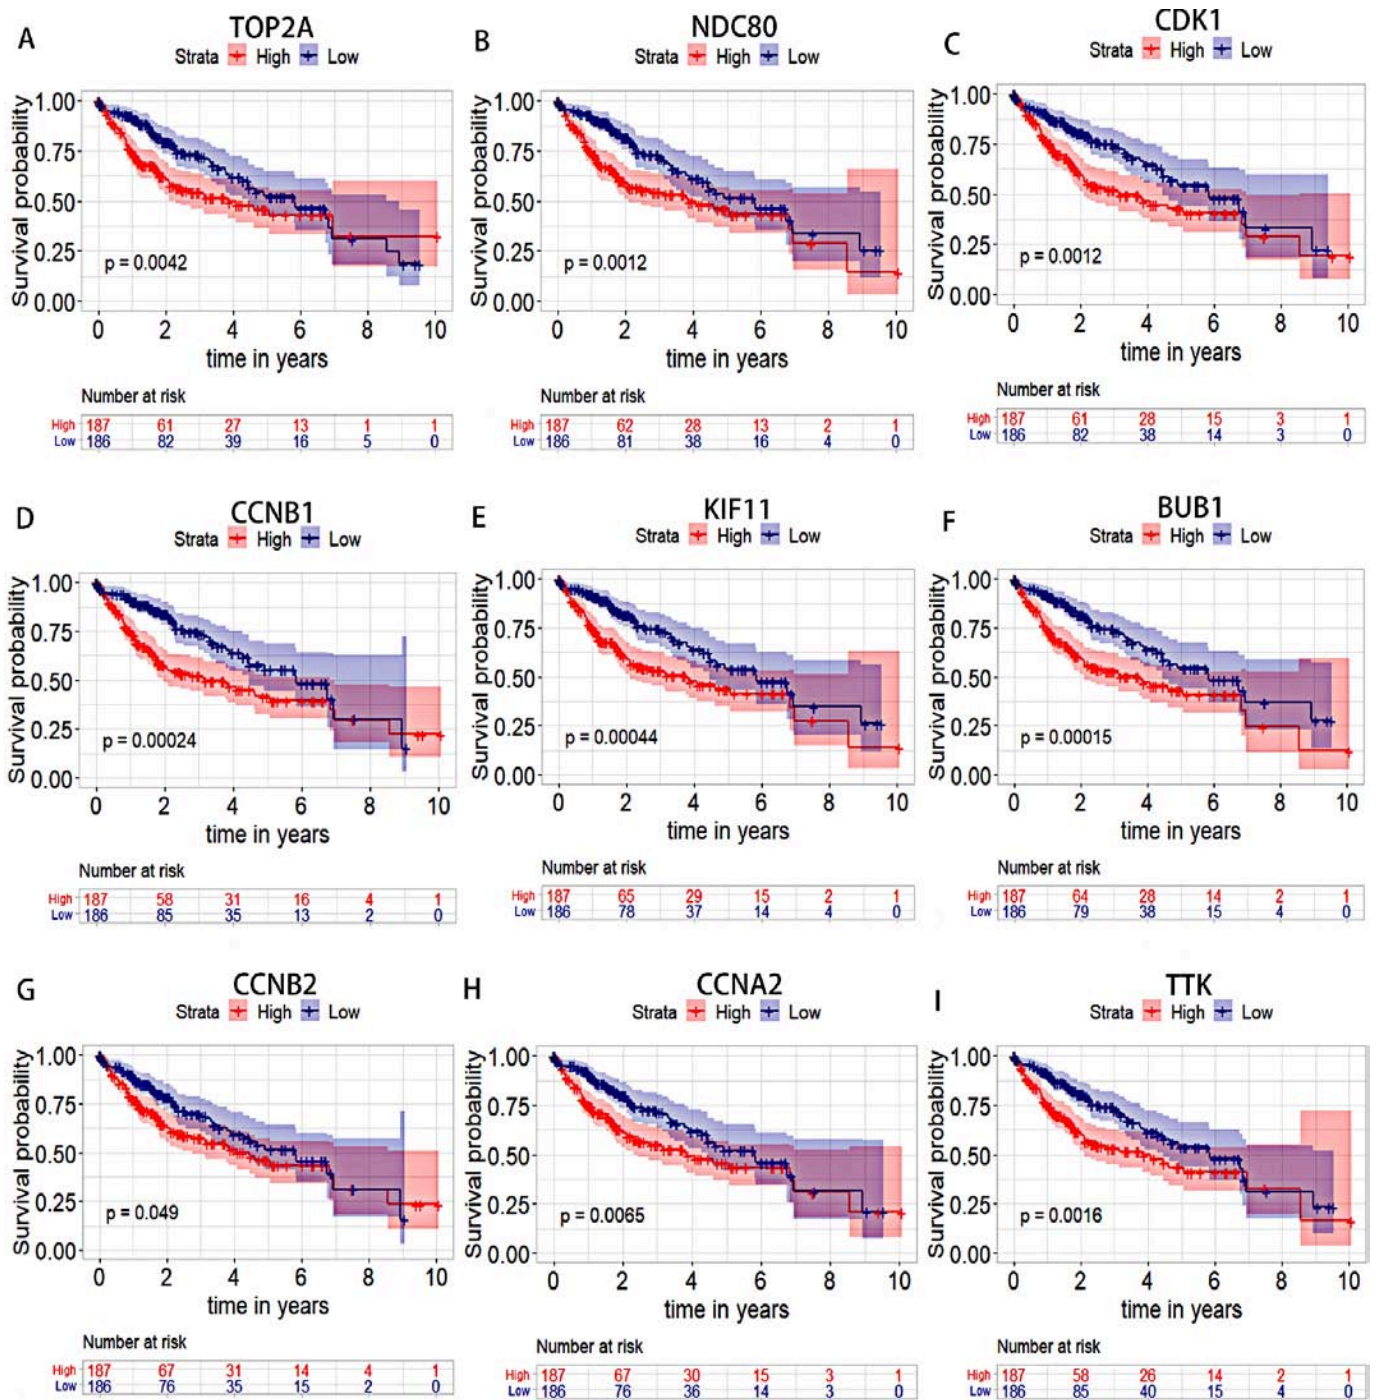 A
TOP2A
Strata High Low
Survival probability
1.00
0.75
0.50
0.25
0.00
p = 0.0042
0 2 4 6 8 10
time in years
Number at risk
High 187 61 27 13 1 1
Low 186 82 39 16 5 0
B
NDC80
Strata High Low
Survival probability
1.00
0.75
0.50
0.25
0.00
p = 0.0012
0 2 4 6 8 10
time in years
Number at risk
High 187 62 28 13 2 1
Low 186 81 38 16 4 0
C
CDK1
Strata High Low
Survival probability
1.00
0.75
0.50
0.25
0.00
p = 0.0012
0 2 4 6 8 10
time in years
Number at risk
High 187 61 28 15 3 1
Low 186 82 38 14 3 0
D
CCNB1
Strata High Low
Survival probability
1.00
0.75
0.50
0.25
0.00
p = 0.00024
0 2 4 6 8 10
time in years
Number at risk
High 187 58 31 16 4 1
Low 186 85 35 13 2 0
E
KIF11
Strata High Low
Survival probability
1.00
0.75
0.50
0.25
0.00
p = 0.00044
0 2 4 6 8 10
time in years
Number at risk
High 187 65 29 15 2 1
Low 186 78 37 14 4 0
F
BUB1
Strata High Low
Survival probability
1.00
0.75
0.50
0.25
0.00
p = 0.00015
0 2 4 6 8 10
time in years
Number at risk
High 187 64 28 14 2 1
Low 186 79 38 15 4 0
G
CCNB2
Strata High Low
Survival probability
1.00
0.75
0.50
0.25
0.00
p = 0.049
0 2 4 6 8 10
time in years
Number at risk
High 187 67 31 14 4 1
Low 186 76 35 15 2 0
H
CCNA2
Strata High Low
Survival probability
1.00
0.75
0.50
0.25
0.00
p = 0.0065
0 2 4 6 8 10
time in years
Number at risk
High 187 67 30 15 3 1
Low 186 76 36 14 3 0
I
TTK
Strata High Low
Survival probability
1.00
0.75
0.50
0.25
0.00
p = 0.0016
0 2 4 6 8 10
time in years
Number at risk
High 187 58 26 14 2 1
Low 186 85 40 15 4 0